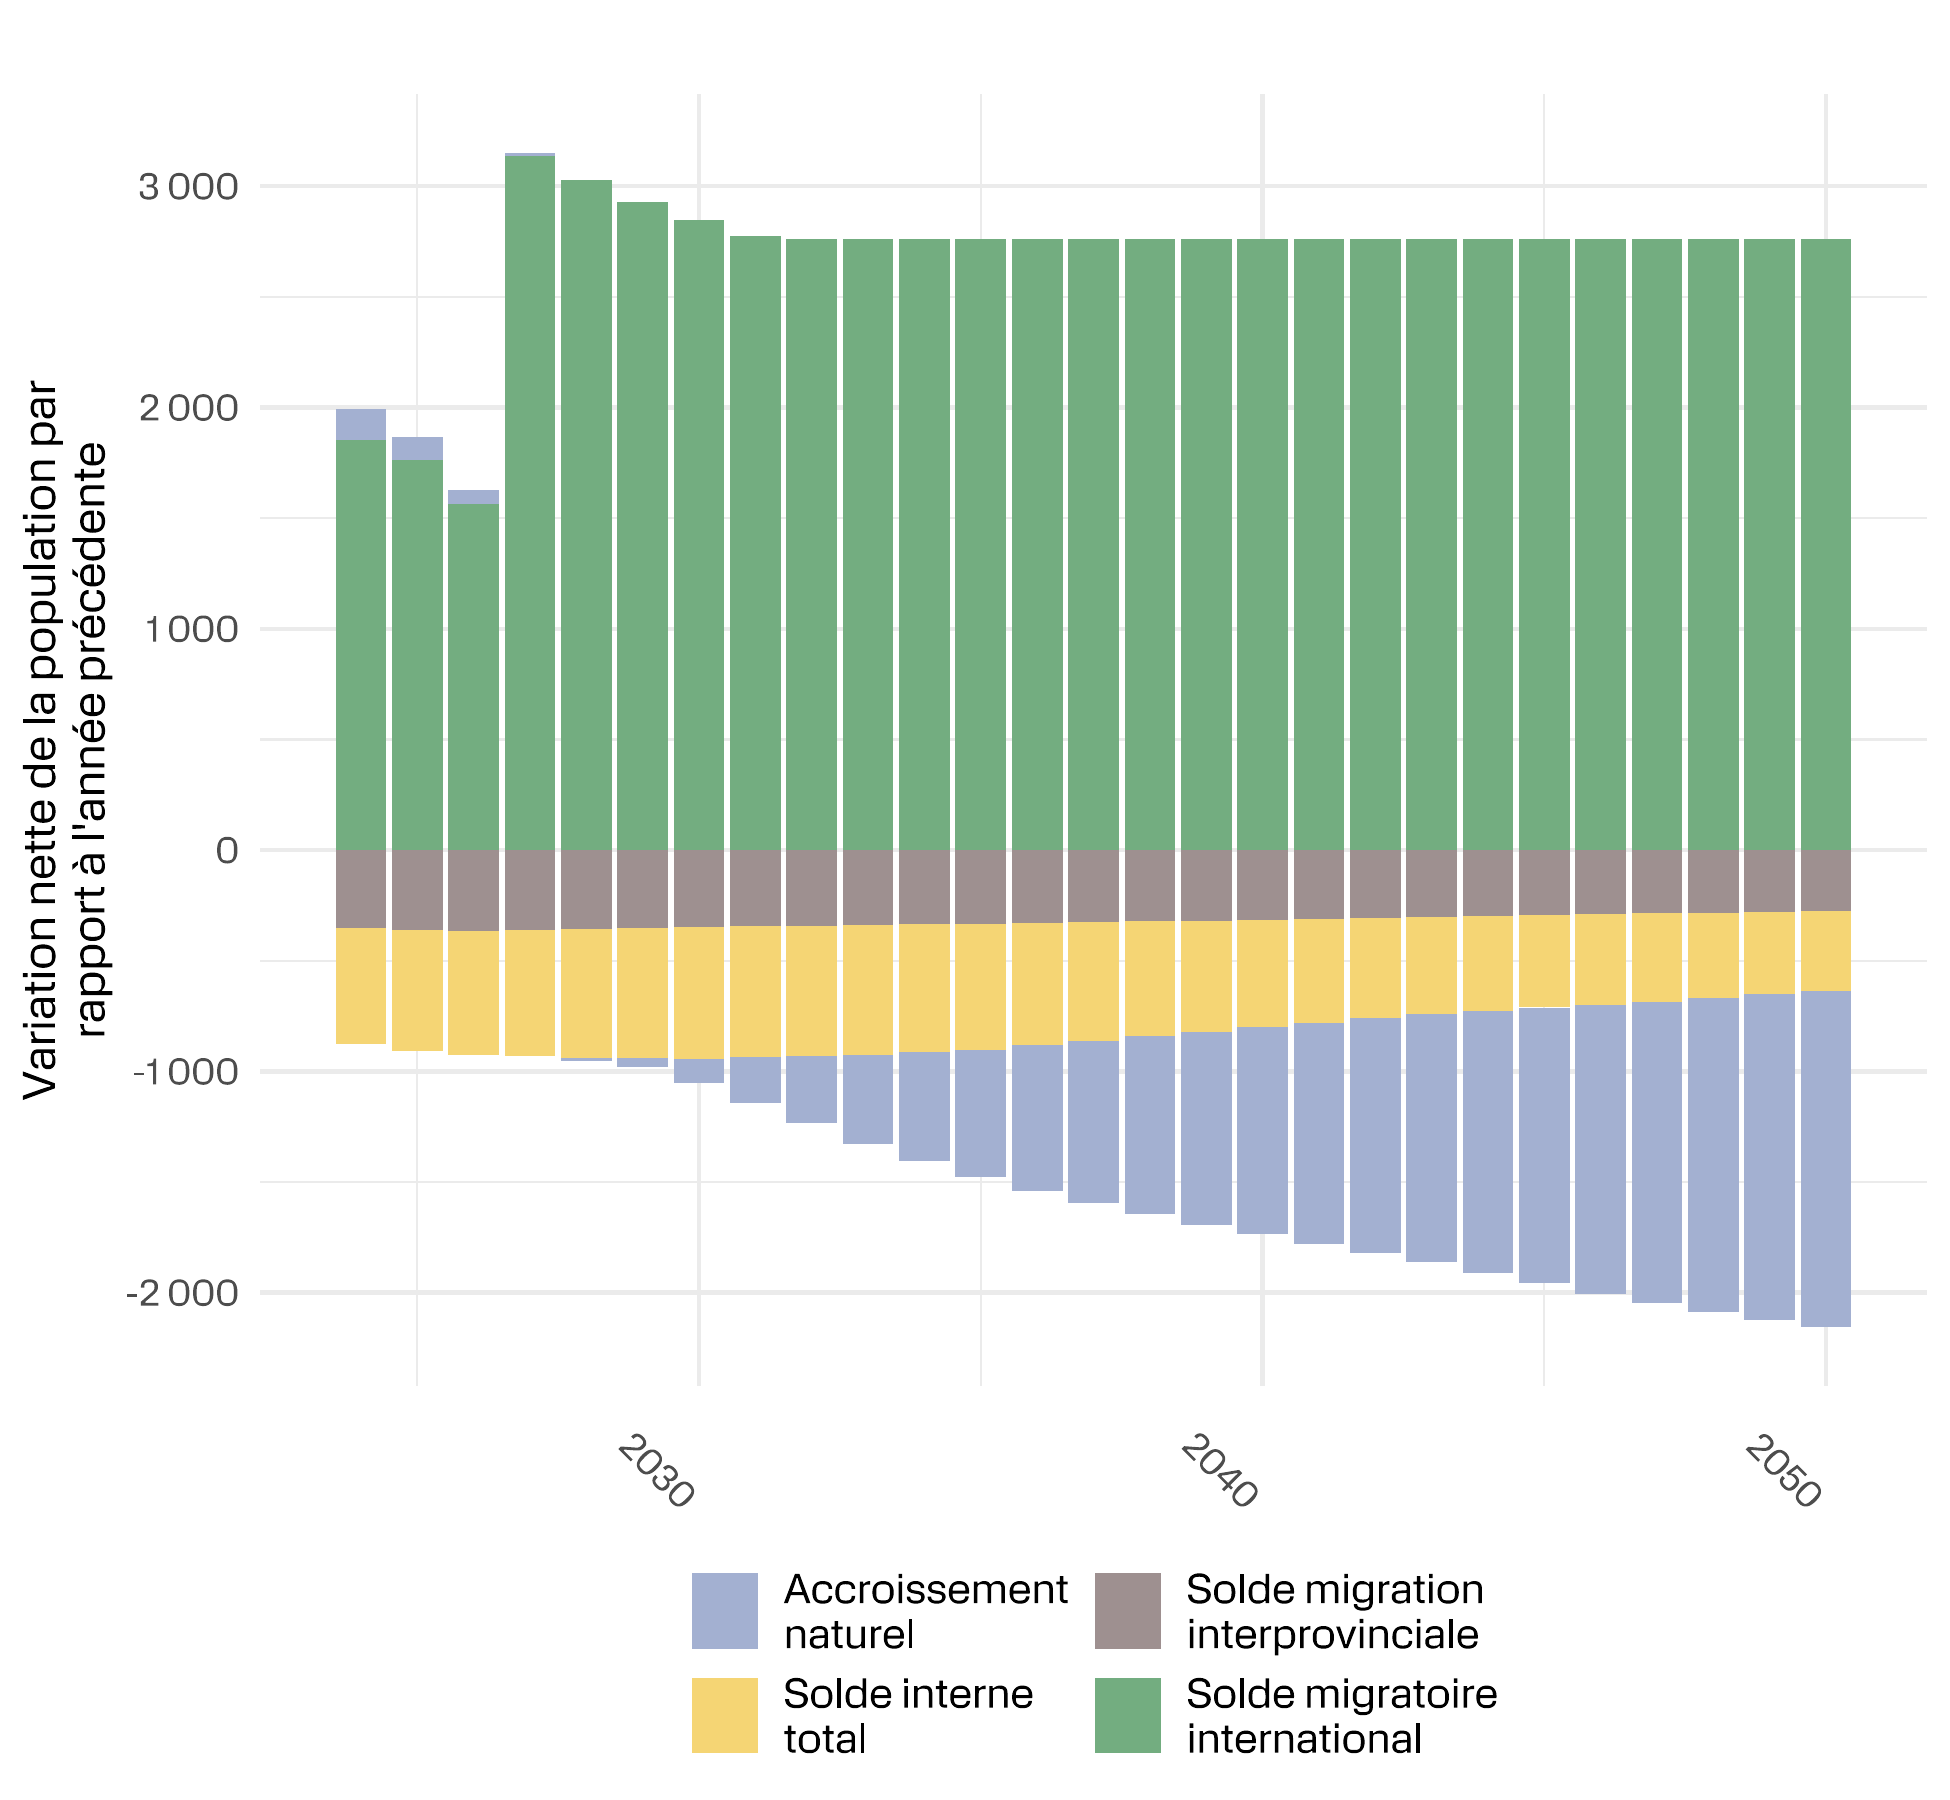 Variation nette de la population par
rapport à l'année précédente
3 000
2 000
1 000
0
-1 000
-2 000
2030
2040
2050
Accroissement
naturel
Solde interne
total
Solde migration
interprovinciale
Solde migratoire
international